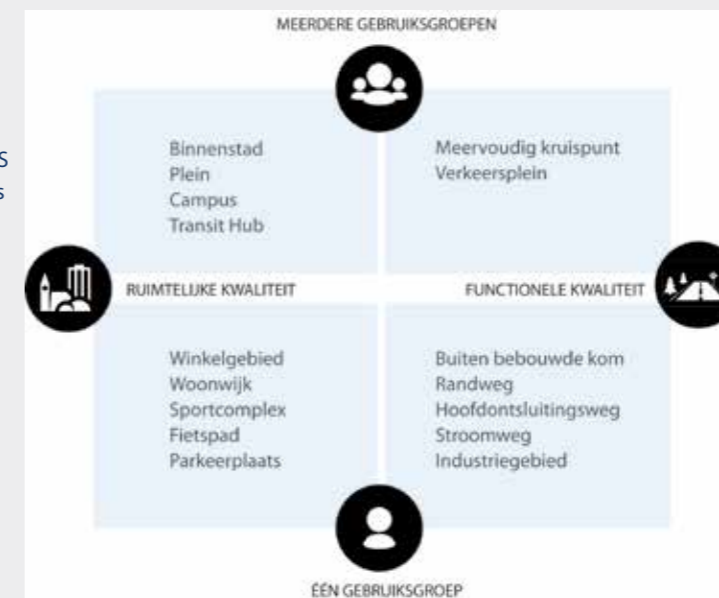 MEERDERE GEBRUIKSGROEPEN
S
s
Binnenstad
Plein
Campus
Transit Hub
Meervoudig kruispunt
Verkeersplein
RUIMTELIJKE KWALITEIT
FUNCTIONELE KWALITEIT
Winkelgebied
Woonwijk
Sportcomplex
Fietspad
Parkeerplaats
Buiten bebouwde kom
Randweg
Hoofdontsluitingsweg
Stroomweg
Industriegebied
ÉÉN GEBRUIKSGROEP